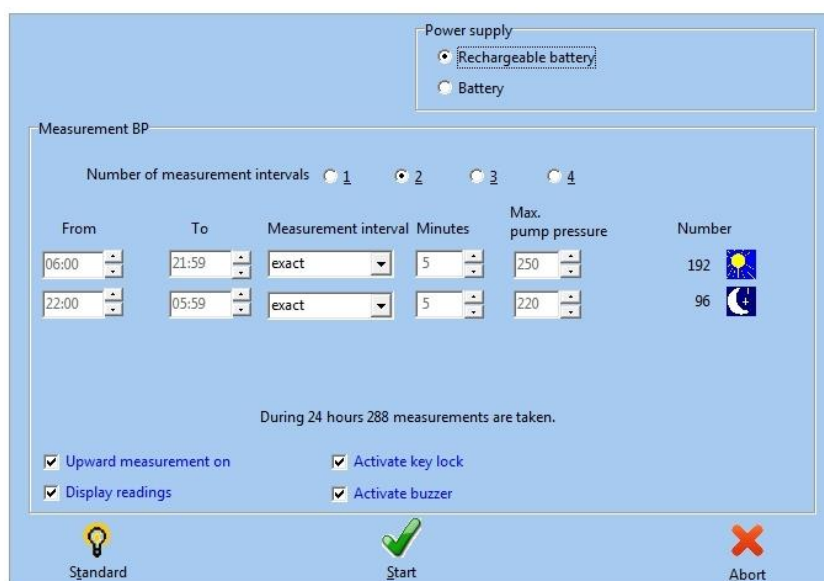 Power supply
Rechargeable battery
Battery
Measurement BP
Number of measurement intervals 1 2 3 4
From To Measurement interval Minutes Max. pump pressure Number
06:00 21:59 exact 5 250 192
22:00 05:59 exact 5 220 96
During 24 hours 288 measurements are taken.
Upward measurement on Activate key lock
Display readings Activate buzzer
Standard Start Abort